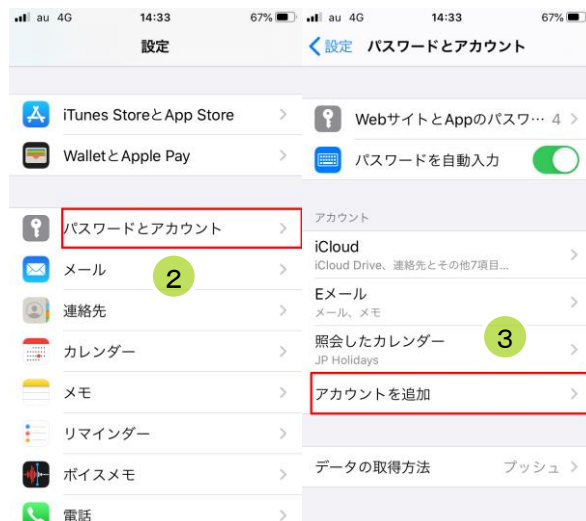 au 4G 14:33 67%
設定
iTunes StoreとApp Store
WalletとApple Pay
パスワードとアカウント
メール
2
連絡先
カレンダー
メモ
リマインダー
ボイスメモ
電話
au 4G 14:33 67%
設定 パスワードとアカウント
WebサイトとAppのパスワ… 4
パスワードを自動入力
アカウント
iCloud
iCloud Drive、連絡先とその他7項目...
Eメール
メール、メモ
照会したカレンダー
3
JP Holidays
アカウントを追加
データの取得方法 プッシュ